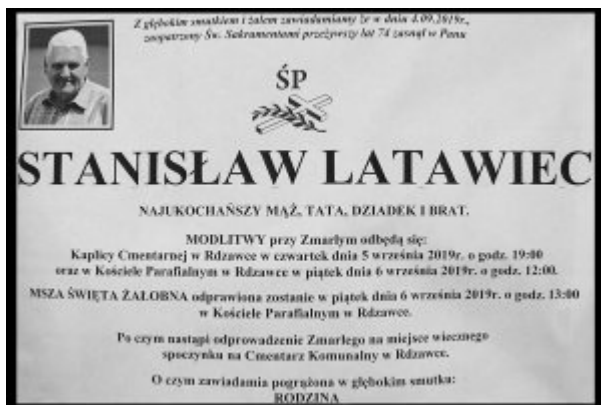 Z głębokim smutkiem i żalem zawiadamiamy że w dniu 4.09.2019r.,
zaopatrzony Św. Sakramentami przeżywszy lat 74 zasnął w Panu
ŚP
STANISŁAW LATAWIEC
NAJUKOCHAŃSZY MĄŻ, TATA, DZIADEK I BRAT.
MODLITWY przy Zmarłym odbędą się:
Kaplicy Cmentarnej w Rdzawce w czwartek dnia 5 września 2019r. o godz. 19:00
oraz w Kościele Parafialnym w Rdzawce w piątek dnia 6 września 2019r. o godz. 12:00.
MSZA ŚWIĘTA ŻAŁOBNA odprawiona zostanie w piątek dnia 6 września 2019r. o godz. 13:00
w Kościele Parafialnym w Rdzawce.
Po czym nastąpi odprowadzenie Zmarłego na miejsce wiecznego
spoczynku na Cmentarz Komunalny w Rdzawce.
O czym zawiadamia pogrążona w głębokim smutku:
RODZINA